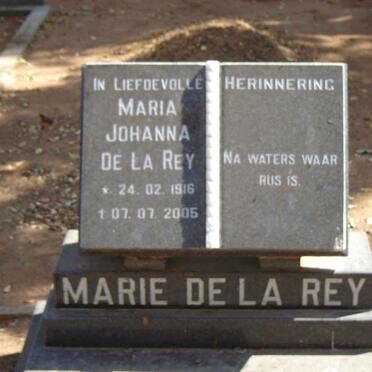 IN LIEFDEVOLLE HERINNERING
MARIA
JOHANNA
DE LA REY
* 24. 02. 1916
† 07. 07. 2005
NA WATERS WAAR
RUS IS.
MARIE DE LA REY